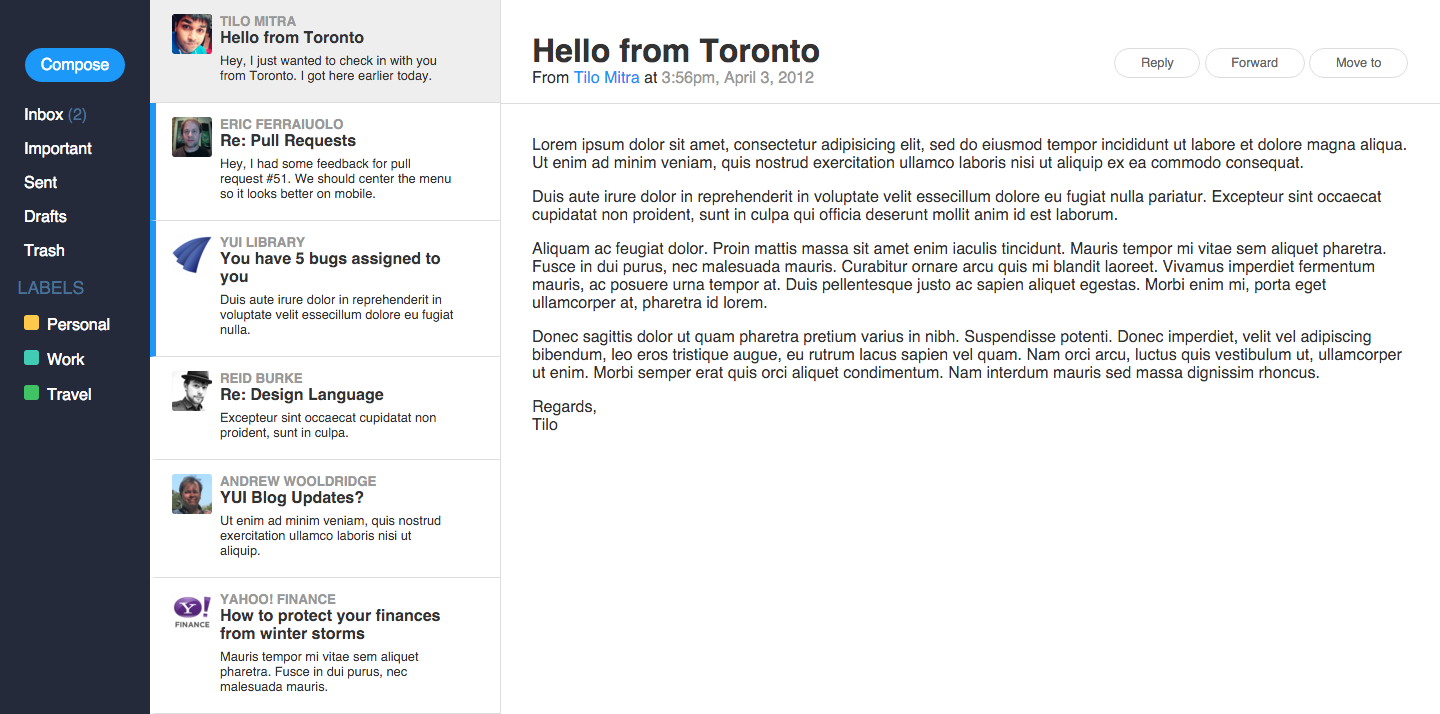 Compose
Inbox (2)
Important
Sent
Drafts
Trash
LABELS
Personal
Work
Travel
TILO MITRA
Hello from Toronto
Hey, I just wanted to check in with you
from Toronto. I got here earlier today.
ERIC FERRAIUOLO
Re: Pull Requests
Hey, I had some feedback for pull
request #51. We should center the menu
so it looks better on mobile.
YUI LIBRARY
You have 5 bugs assigned to
you
Duis aute irure dolor in reprehenderit in
voluptate velit essecillum dolore eu fugiat
nulla.
REID BURKE
Re: Design Language
Excepteur sint occaecat cupidatat non
proident, sunt in culpa.
ANDREW WOOLDRIDGE
YUI Blog Updates?
Ut enim ad minim veniam, quis nostrud
exercitation ullamco laboris nisi ut
aliquip.
Y!
FINANCE
YAHOO! FINANCE
How to protect your finances
from winter storms
Mauris tempor mi vitae sem aliquet
pharetra. Fusce in dui purus, nec
malesuada mauris.
Hello from Toronto
From Tilo Mitra at 3:56pm, April 3, 2012
Reply
Forward
Move to
Lorem ipsum dolor sit amet, consectetur adipisicing elit, sed do eiusmod tempor incididunt ut labore et dolore magna aliqua.
Ut enim ad minim veniam, quis nostrud exercitation ullamco laboris nisi ut aliquip ex ea commodo consequat.
Duis aute irure dolor in reprehenderit in voluptate velit essecillum dolore eu fugiat nulla pariatur. Excepteur sint occaecat
cupidatat non proident, sunt in culpa qui officia deserunt mollit anim id est laborum.
Aliquam ac feugiat dolor. Proin mattis massa sit amet enim iaculis tincidunt. Mauris tempor mi vitae sem aliquet pharetra.
Fusce in dui purus, nec malesuada mauris. Curabitur ornare arcu quis mi blandit laoreet. Vivamus imperdiet fermentum
mauris, ac posuere urna tempor at. Duis pellentesque justo ac sapien aliquet egestas. Morbi enim mi, porta eget
ullamcorper at, pharetra id lorem.
Donec sagittis dolor ut quam pharetra pretium varius in nibh. Suspendisse potenti. Donec imperdiet, velit vel adipiscing
bibendum, leo eros tristique augue, eu rutrum lacus sapien vel quam. Nam orci arcu, luctus quis vestibulum ut, ullamcorper
ut enim. Morbi semper erat quis orci aliquet condimentum. Nam interdum mauris sed massa dignissim rhoncus.
Regards,
Tilo